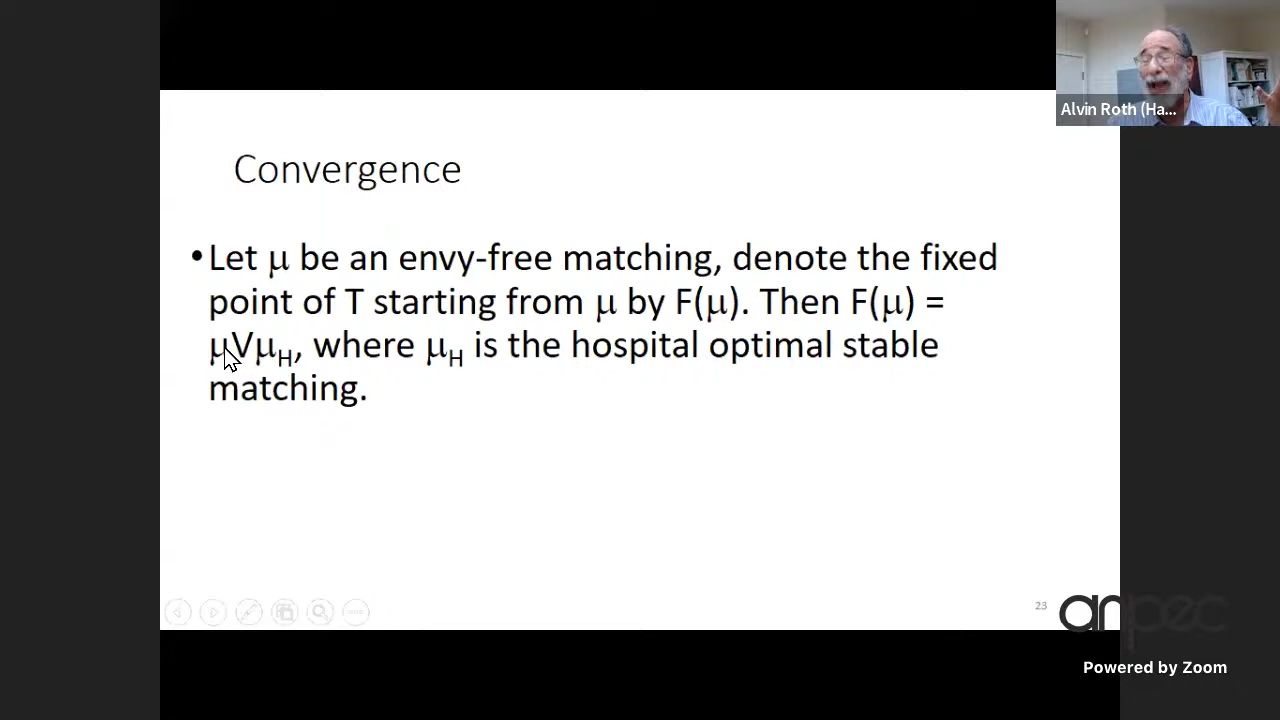 Alvin Roth (Ha...
Convergence
•Let μ be an envy-free matching, denote the fixed
point of T starting from μ by F(μ). Then F(μ) =
μVμH, where μH is the hospital optimal stable
matching.
23
anpec
Powered by Zoom